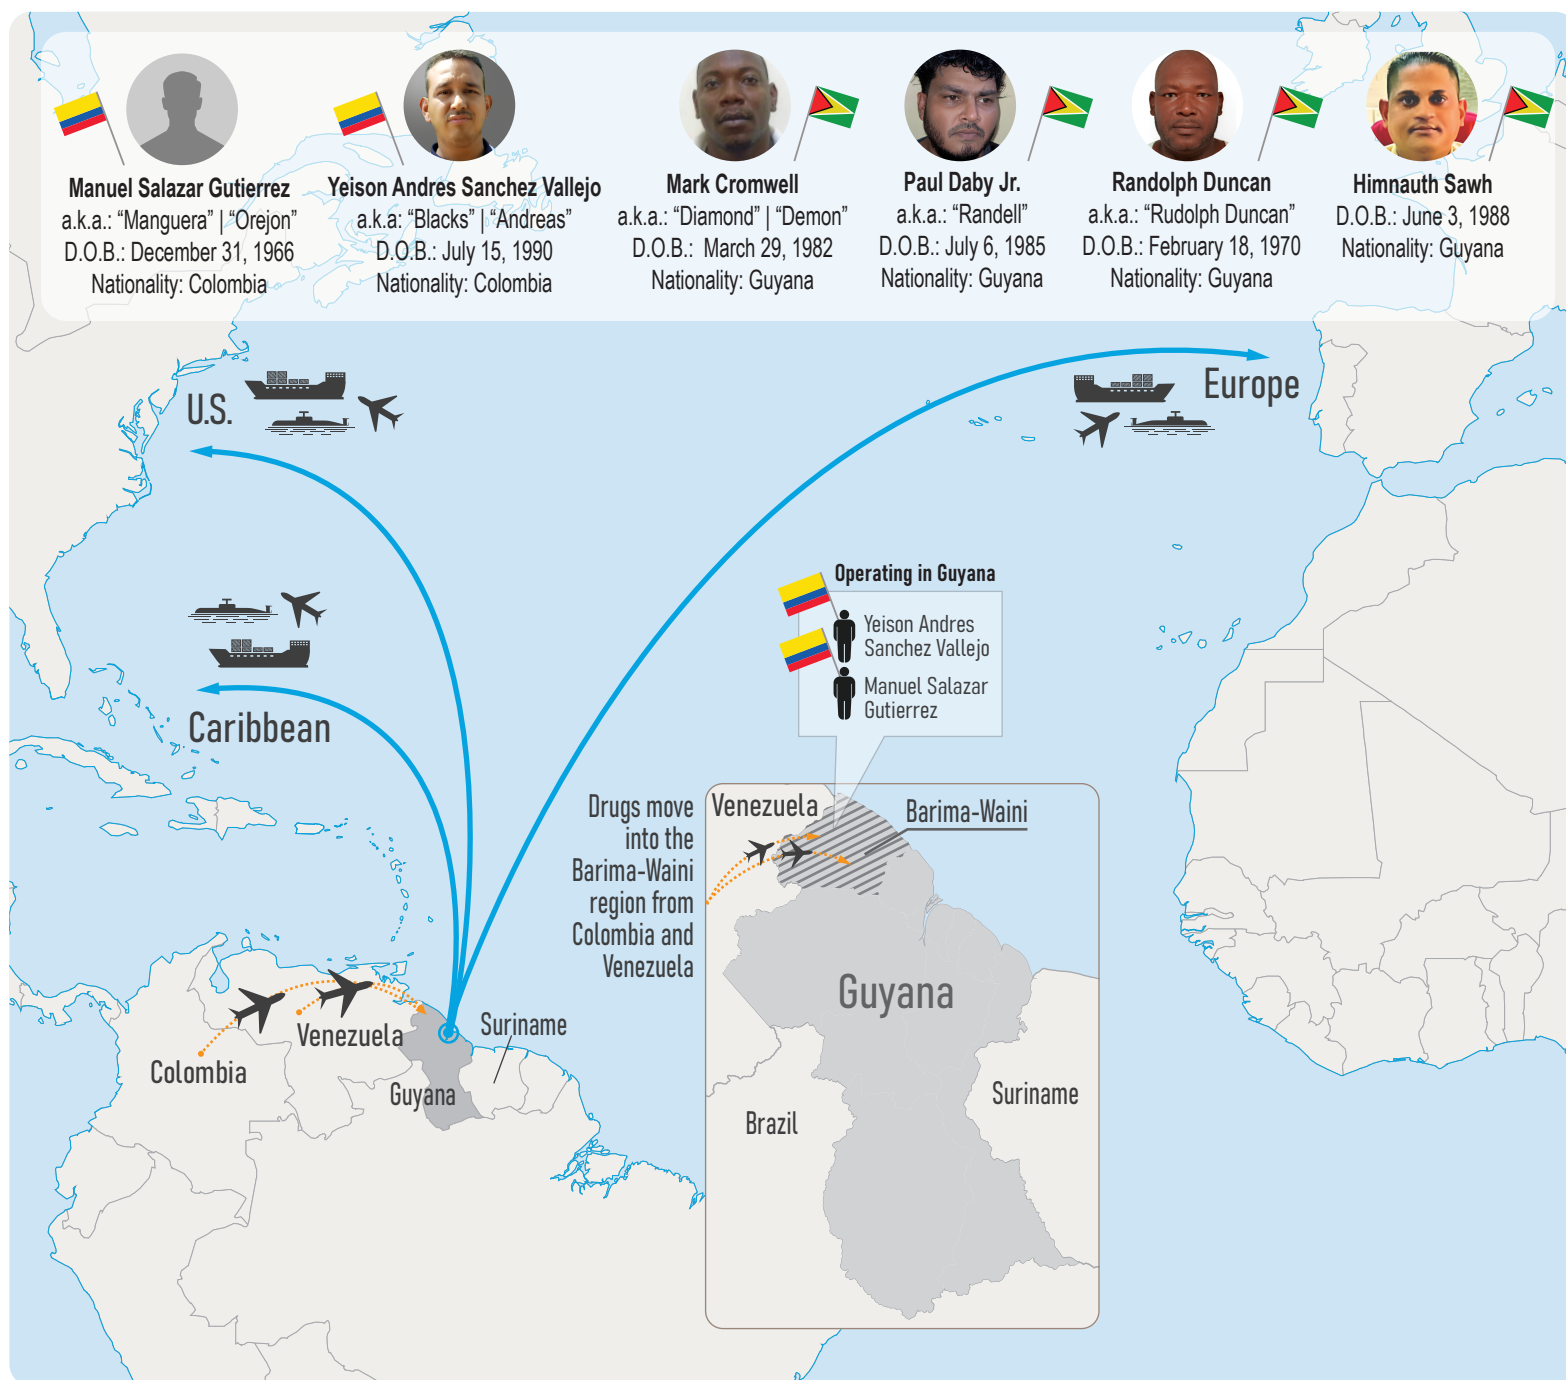 Manuel Salazar Gutierrez
a.k.a.: “Manguera” | “Orejon”
D.O.B.: December 31, 1966
Nationality: Colombia
Yeison Andres Sanchez Vallejo
a.k.a: “Blacks” | “Andreas”
D.O.B.: July 15, 1990
Nationality: Colombia
Mark Cromwell
a.k.a.: “Diamond” | “Demon”
D.O.B.: March 29, 1982
Nationality: Guyana
Paul Daby Jr.
a.k.a.: “Randell”
D.O.B.: July 6, 1985
Nationality: Guyana
Randolph Duncan
a.k.a.: “Rudolph Duncan”
D.O.B.: February 18, 1970
Nationality: Guyana
Himnauth Sawh
D.O.B.: June 3, 1988
Nationality: Guyana
U.S.
Europe
Caribbean
Operating in Guyana
Yeison Andres
Sanchez Vallejo
Manuel Salazar
Gutierrez
Drugs move
into the
Barima-Waini
region from
Colombia and
Venezuela
Venezuela
Barima-Waini
Guyana
Brazil
Suriname
Colombia
Venezuela
Suriname
Guyana